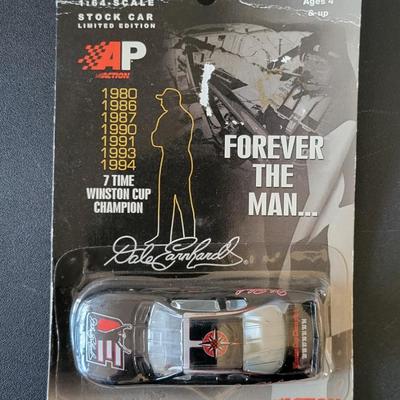 1:64-SCALE
STOCK CAR
LIMITED EDITION
Ages 4
& up
AP
ACTION
1980
1986
1987
1990
1991
1993
1994
7 TIME
WINSTON CUP
CHAMPION
FOREVER
THE
MAN...
Dale Earnhardt®